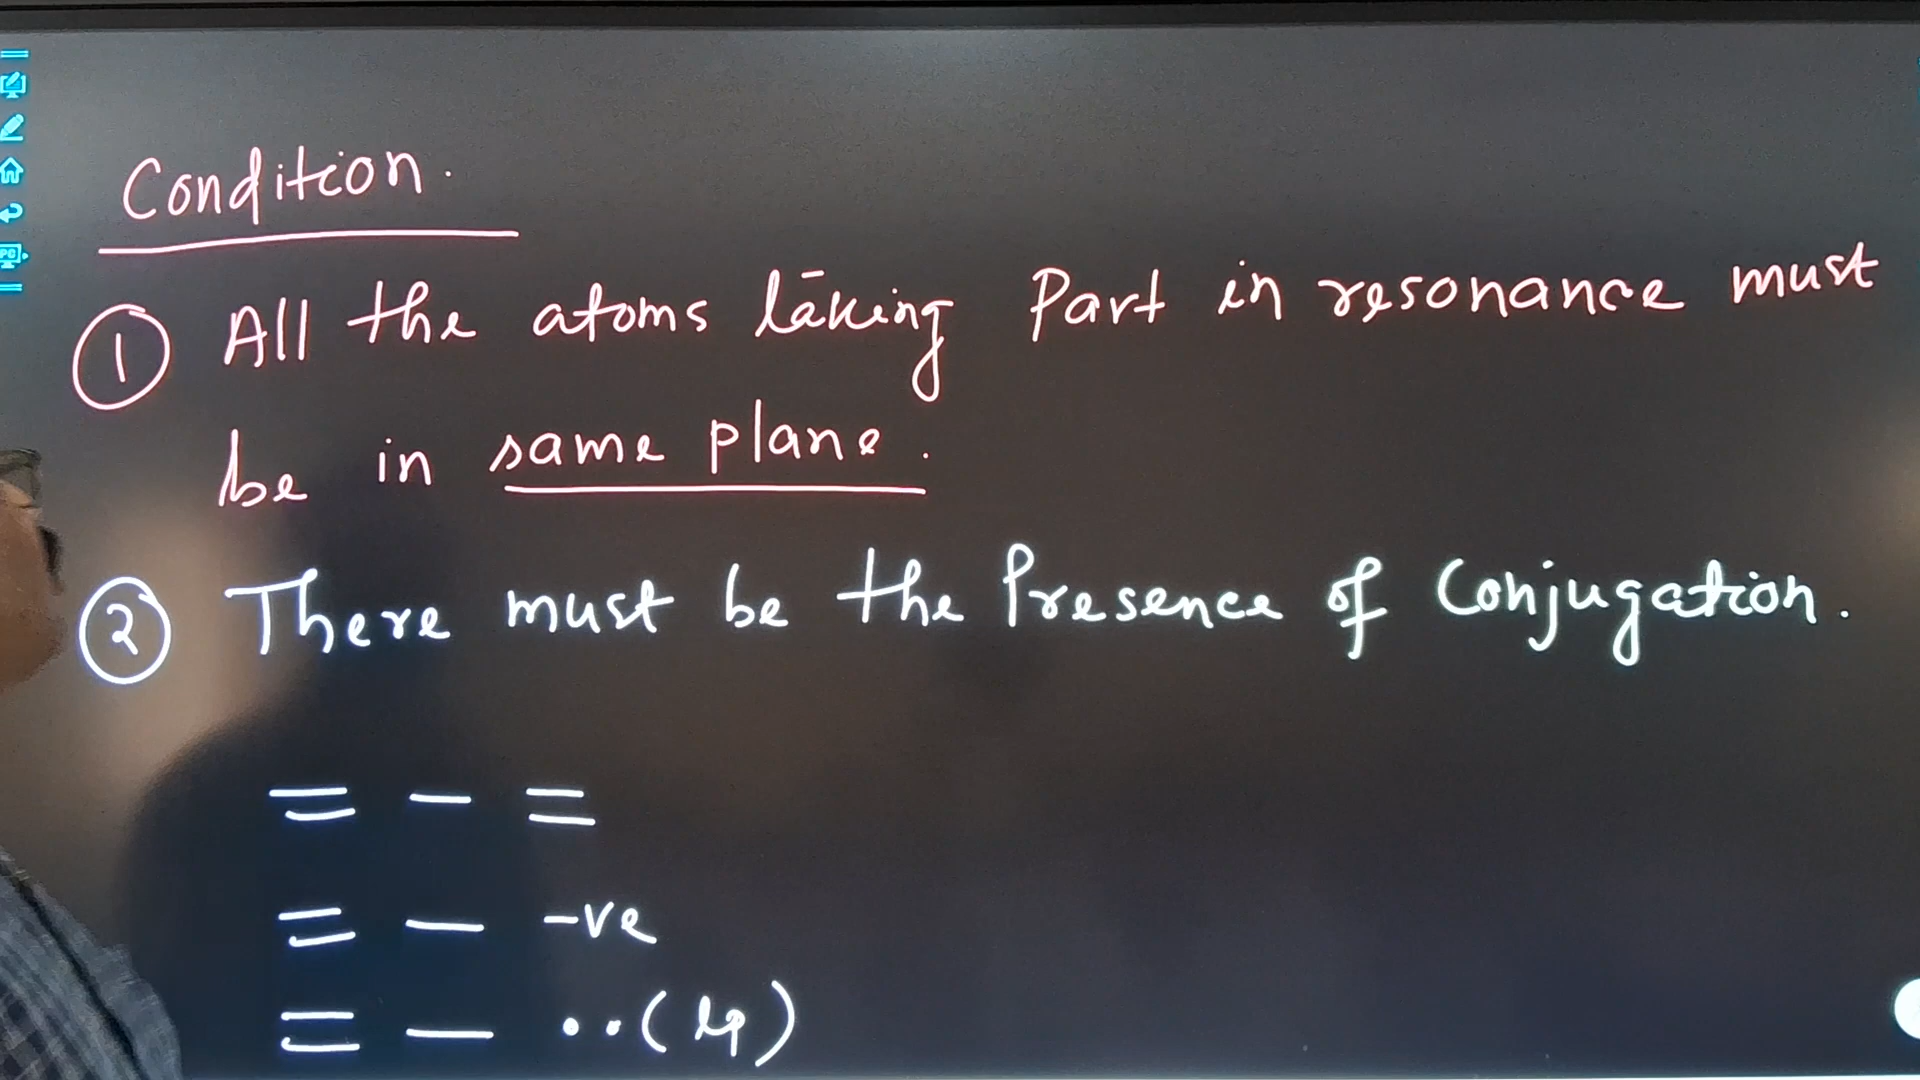 Condition.
① All the atoms taking Part in resonance must
be in same plane.
② There must be the Presence of Conjugation.
= — =
= — -ve
= — ..(lp)